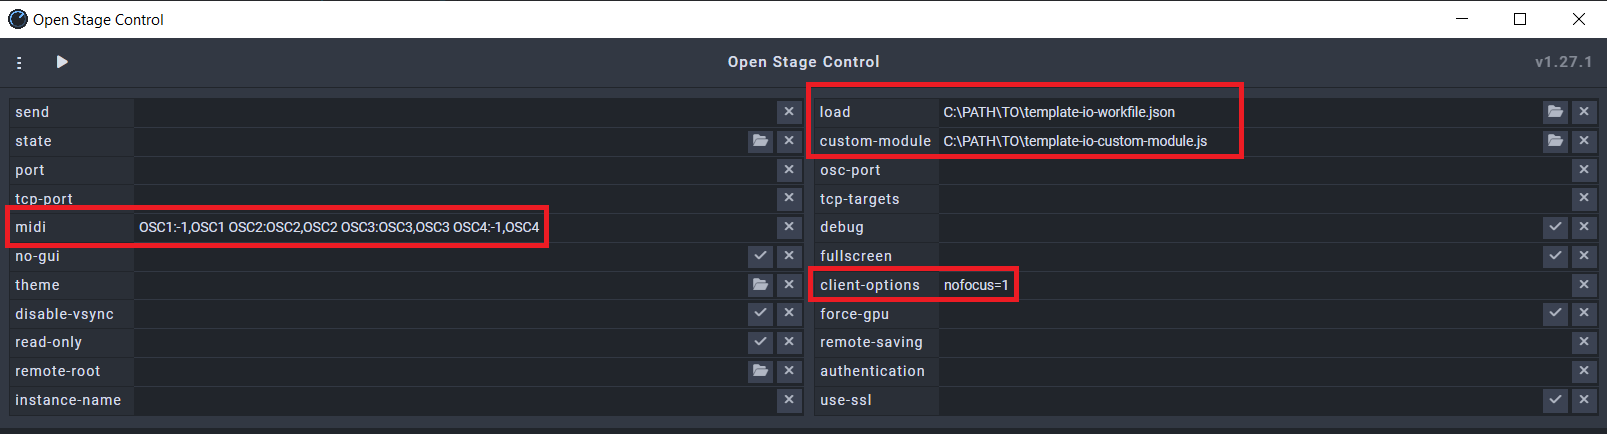 Open Stage Control
Open Stage Control
v1.27.1
send
state
port
tcp-port
midi OSC1:-1,OSC1 OSC2:OSC2,OSC2 OSC3:OSC3,OSC3 OSC4:-1,OSC4
no-gui
theme
disable-vsync
read-only
remote-root
instance-name
load C:\PATH\TO\template-io-workfile.json
custom-module C:\PATH\TO\template-io-custom-module.js
osc-port
tcp-targets
debug
fullscreen
client-options nofocus=1
force-gpu
remote-saving
authentication
use-ssl